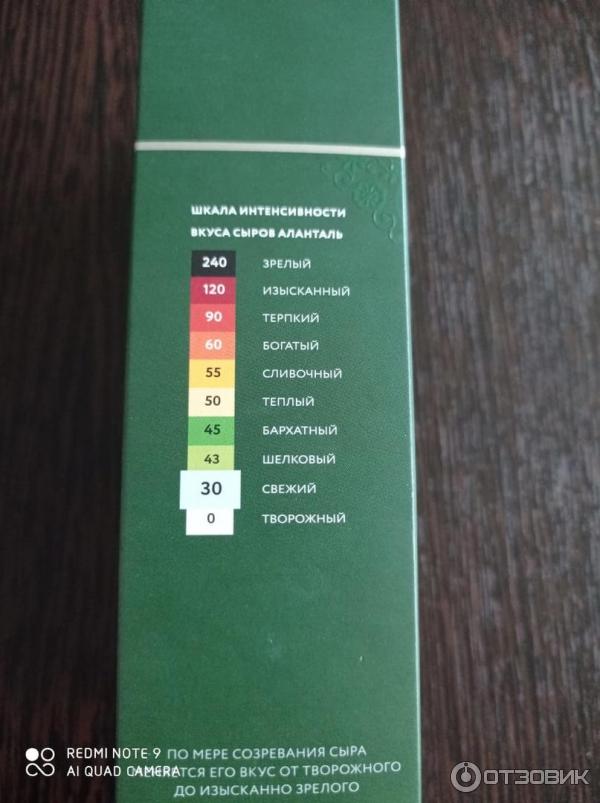 ШКАЛА ИНТЕНСИВНОСТИ
ВКУСА СЫРОВ АЛАНТАЛЬ
240 ЗРЕЛЫЙ
120 ИЗЫСКАННЫЙ
90 ТЕРПКИЙ
60 БОГАТЫЙ
55 СЛИВОЧНЫЙ
50 ТЕПЛЫЙ
45 БАРХАТНЫЙ
43 ШЕЛКОВЫЙ
30 СВЕЖИЙ
0 ТВОРОЖНЫЙ
ПО МЕРЕ СОЗРЕВАНИЯ СЫРА
ЕГО ВКУС ОТ ТВОРОЖНОГО
ДО ИЗЫСКАННО ЗРЕЛОГО
REDMI NOTE 9
AI QUAD CAMERA
ОТЗОВИК